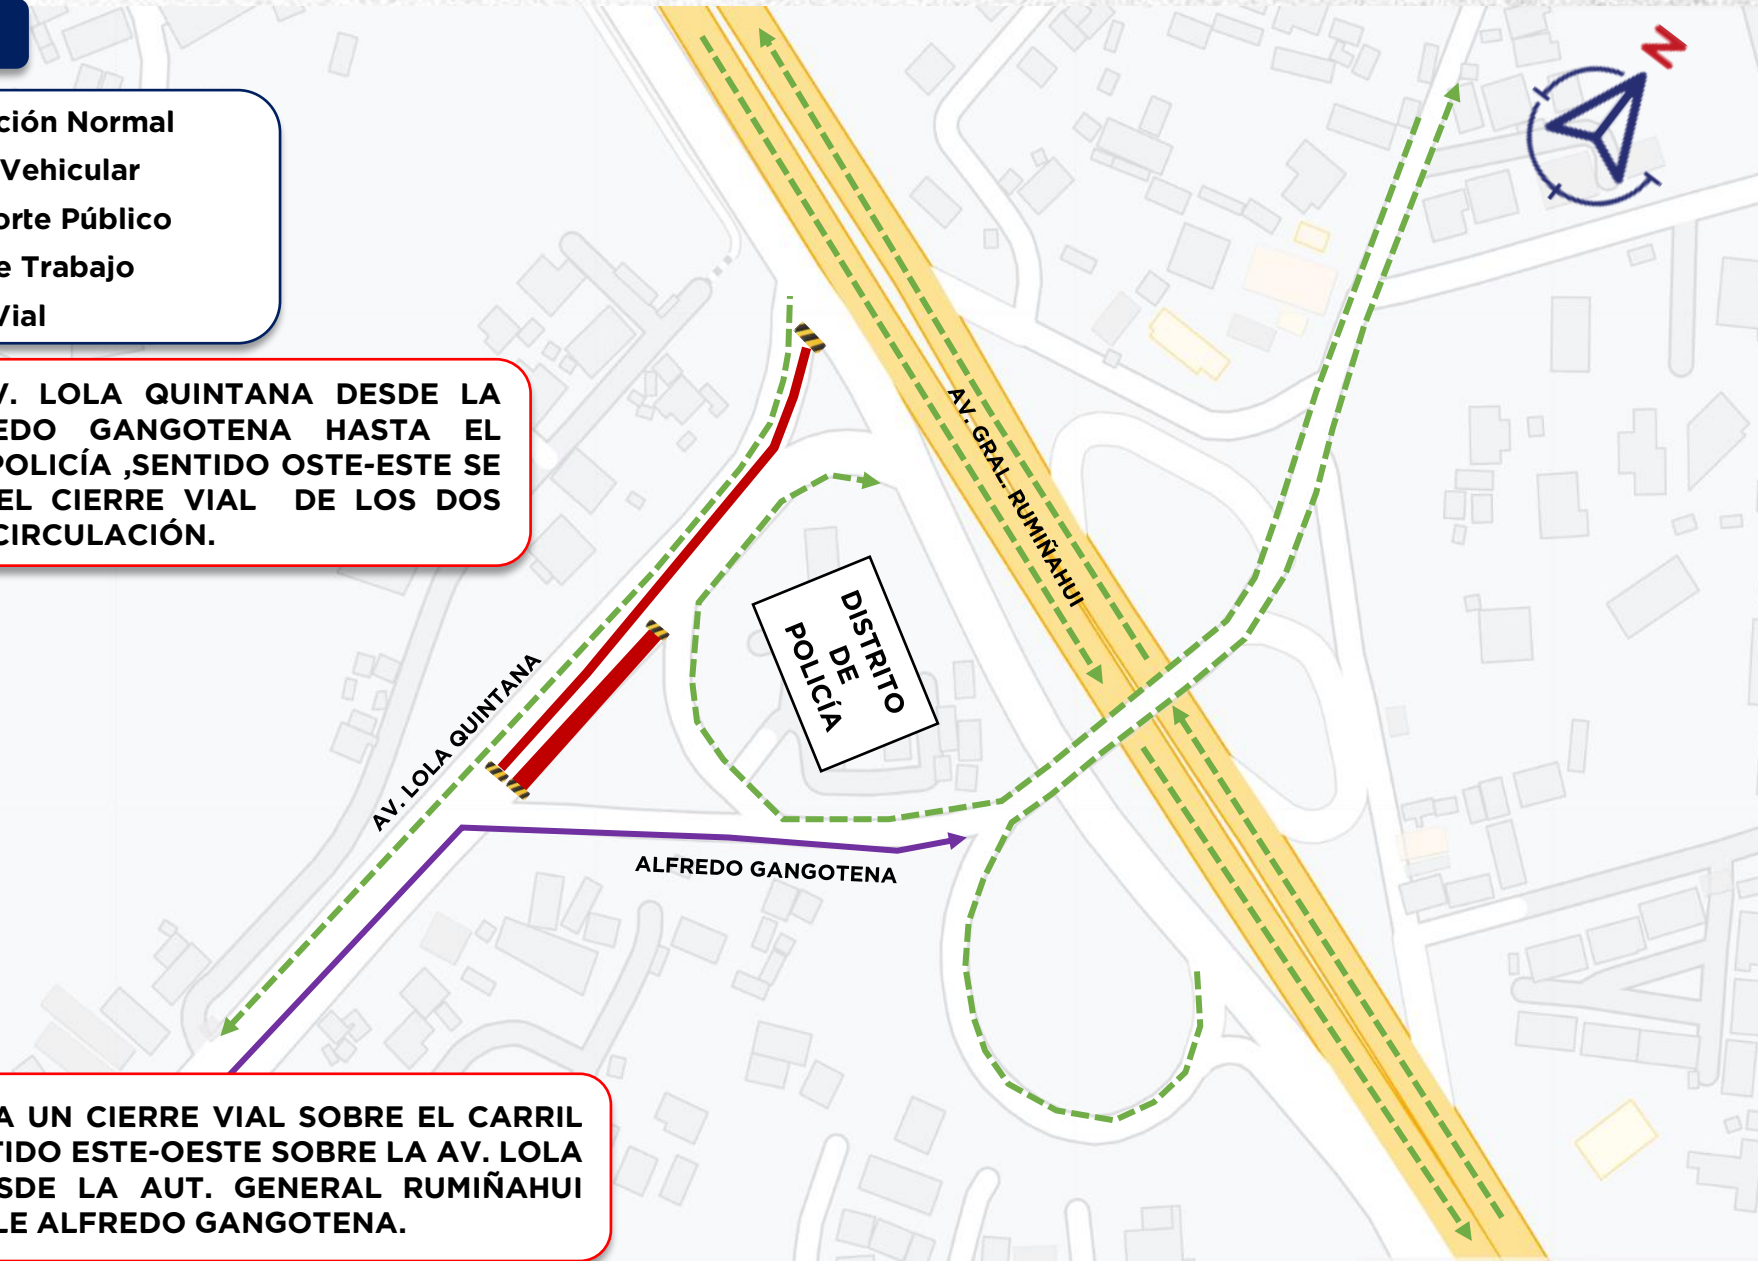 ción Normal
Vehicular
orte Público
e Trabajo
Vial
V. LOLA QUINTANA DESDE LA
EDO GANGOTENA HASTA EL
POLICÍA ,SENTIDO OSTE-ESTE SE
EL CIERRE VIAL DE LOS DOS
CIRCULACIÓN.
N
AV. GRAL. RUMIÑAHUI
DISTRITO
DE
POLICÍA
AV. LOLA QUINTANA
ALFREDO GANGOTENA
A UN CIERRE VIAL SOBRE EL CARRIL
TIDO ESTE-OESTE SOBRE LA AV. LOLA
SDE LA AUT. GENERAL RUMIÑAHUI
LE ALFREDO GANGOTENA.